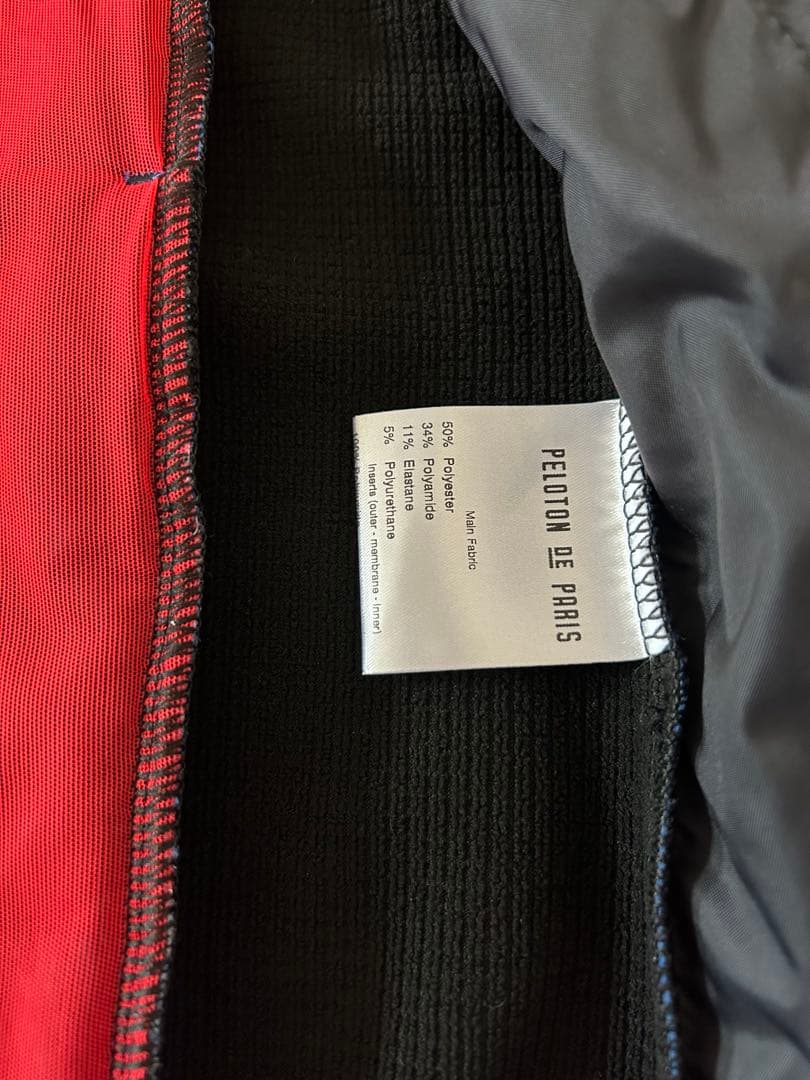 PELOTON DE PARIS
Main Fabric
50% Polyester
34% Polyamide
11% Elastane
5% Polyurethane
Inserts (outer - membrane - inner)